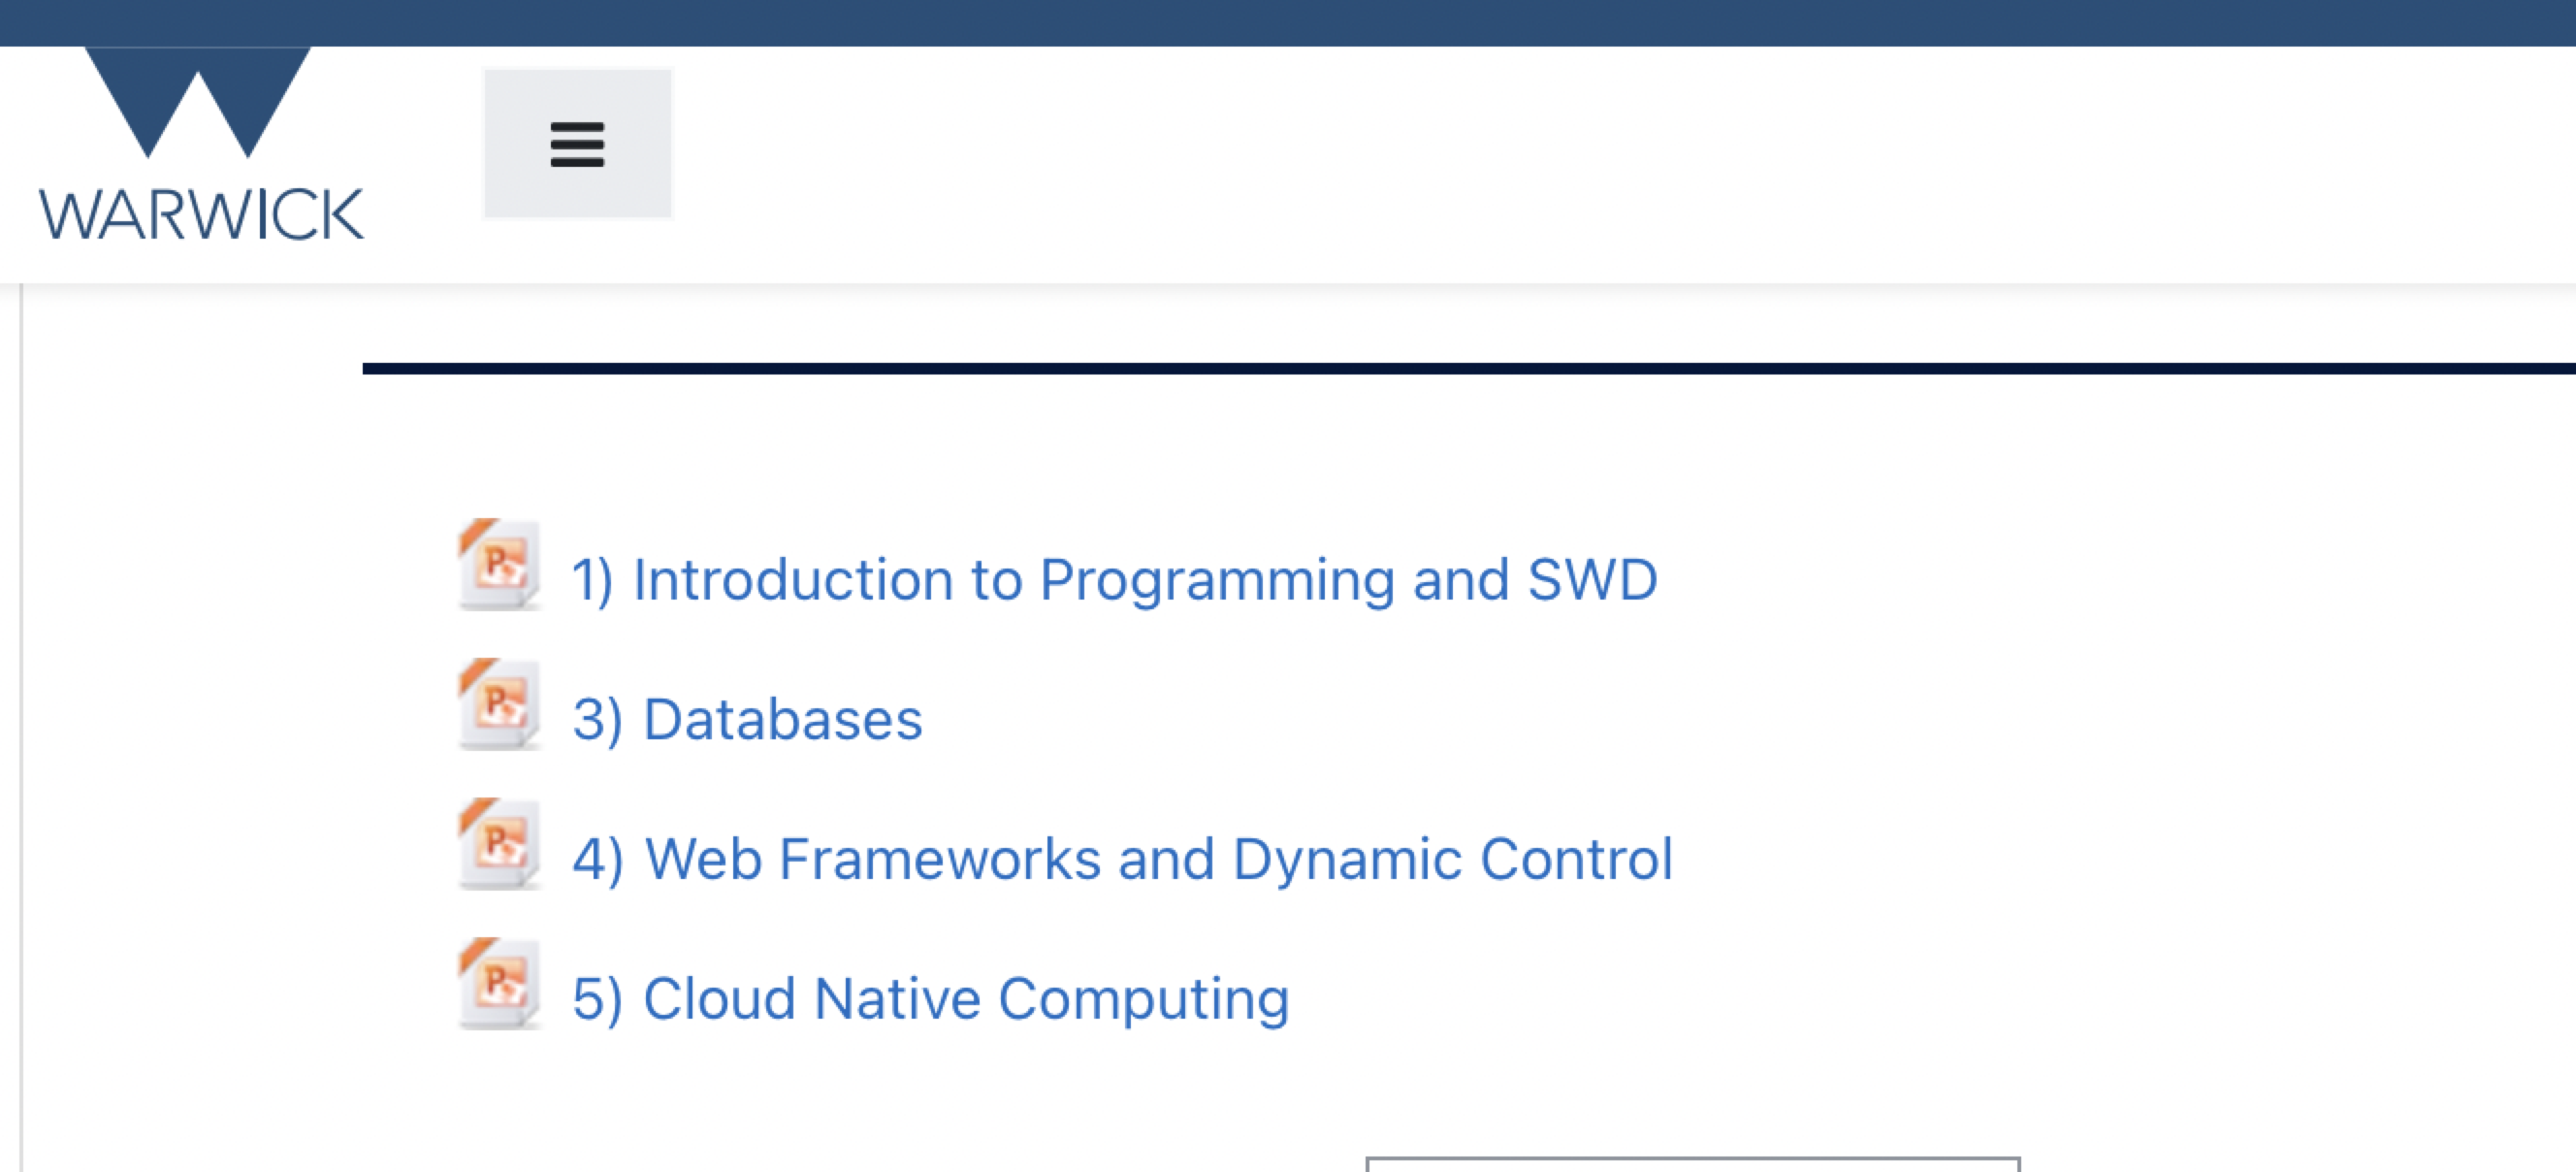 WARWICK
1) Introduction to Programming and SWD
3) Databases
4) Web Frameworks and Dynamic Control
5) Cloud Native Computing